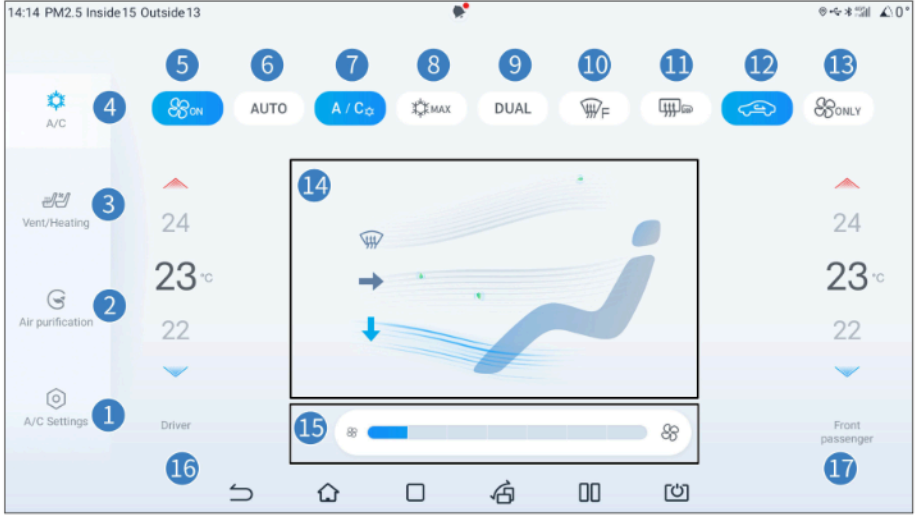 14:14 PM2.5 Inside15 Outside13
0°
5 6 7 8 9 10 11 12 13
ON AUTO A/C MAX DUAL F ONLY
4
A/C
14
3
Vent/Heating
24 24
23 °C 23 °C
2
Air purification
22 22
1
A/C Settings
15
Driver
Front
passenger
16 17